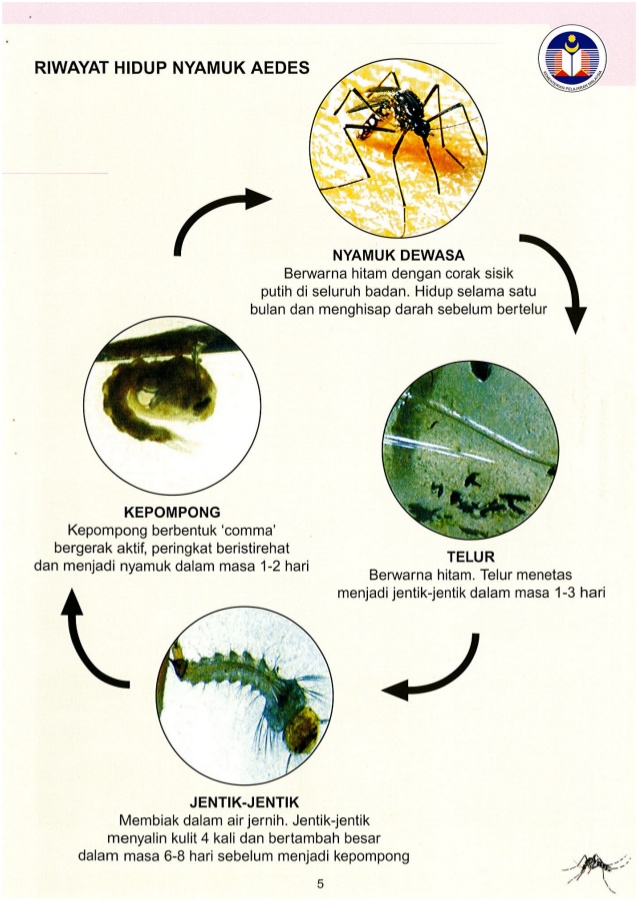 RIWAYAT HIDUP NYAMUK AEDES
KEMENTERIAN PELAJARAN MALAYSIA
NYAMUK DEWASA
Berwarna hitam dengan corak sisik
putih di seluruh badan. Hidup selama satu
bulan dan menghisap darah sebelum bertelur
TELUR
Berwarna hitam. Telur menetas
menjadi jentik-jentik dalam masa 1-3 hari
JENTIK-JENTIK
Membiak dalam air jernih. Jentik-jentik
menyalin kulit 4 kali dan bertambah besar
dalam masa 6-8 hari sebelum menjadi kepompong
KEPOMPONG
Kepompong berbentuk ‘comma’
bergerak aktif, peringkat beristirehat
dan menjadi nyamuk dalam masa 1-2 hari
5